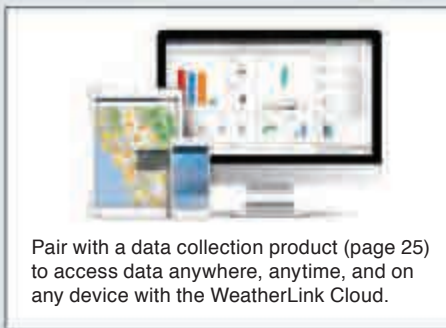 Pair with a data collection product (page 25)
to access data anywhere, anytime, and on
any device with the WeatherLink Cloud.